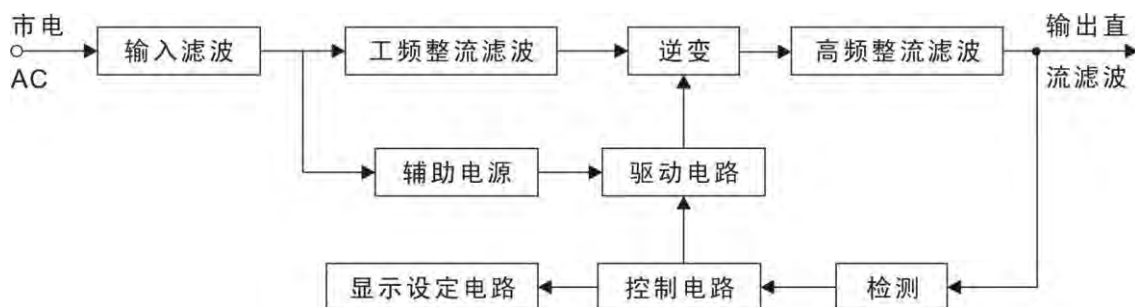 市电
AC
输入滤波
工频整流滤波
逆变
高频整流滤波
输出直
流滤波
辅助电源
驱动电路
显示设定电路
控制电路
检测